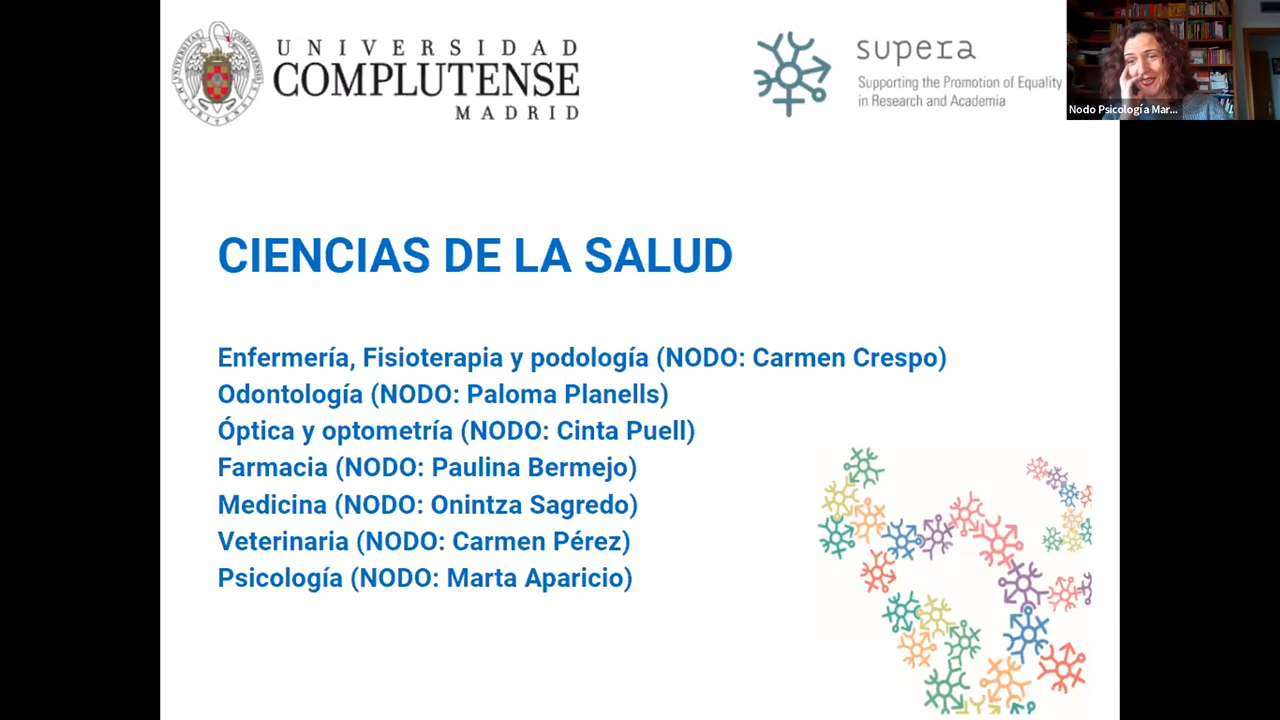 UNIVERSIDAD
COMPLUTENSE
MADRID
supera
Supporting the Promotion of Equality
in Research and Academia
Nodo Psicología Mar...
CIENCIAS DE LA SALUD
Enfermería, Fisioterapia y podología (NODO: Carmen Crespo)
Odontología (NODO: Paloma Planells)
Óptica y optometría (NODO: Cinta Puell)
Farmacia (NODO: Paulina Bermejo)
Medicina (NODO: Onintza Sagredo)
Veterinaria (NODO: Carmen Pérez)
Psicología (NODO: Marta Aparicio)